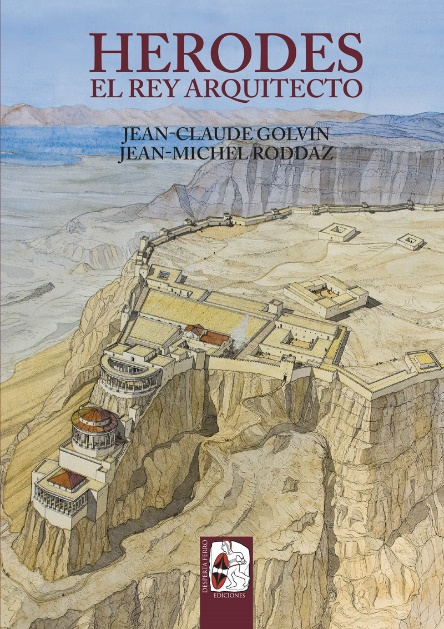 HERODES
EL REY ARQUITECTO
JEAN-CLAUDE GOLVIN
JEAN-MICHEL RODDAZ
DESPERTA FERRO
EDICIONES